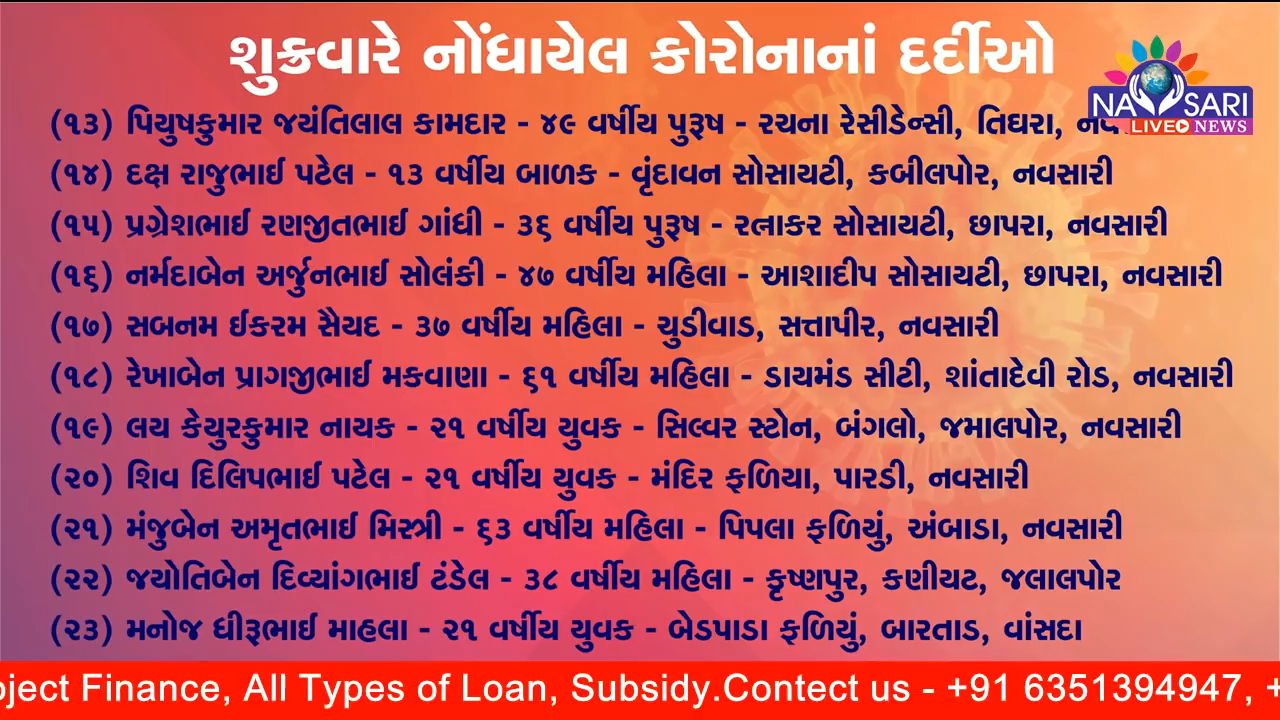 શુક્રવારે નોંધાયેલ કોરોનાનાં દર્દીઓ
NAVSARI
LIVE NEWS
(૧૩) પિયુષકુમાર જયંતિલાલ કામદાર - ૪૯ વર્ષીય પુરૂષ - રચના રેસીડેન્સી, તિઘરા,
(૧૪) દક્ષ રાજુભાઈ પટેલ - ૧૩ વર્ષીય બાળક - વૃંદાવન સોસાયટી, કબીલપોર, નવસારી
(૧૫) પ્રગ્રેશભાઈ રણજીતભાઈ ગાંધી - ૩૬ વર્ષીય પુરૂષ - રત્નાકર સોસાયટી, છાપરા, નવસારી
(૧૬) નર્મદાબેન અર્જુનભાઈ સોલંકી - ૪૭ વર્ષીય મહિલા - આશાદીપ સોસાયટી, છાપરા, નવસારી
(૧૭) સબનમ ઈકરમ સૈયદ - ૩૭ વર્ષીય મહિલા - ચુડીવાડ, સત્તાપીર, નવસારી
(૧૮) રેખાબેન પ્રાગજીભાઈ મકવાણા - ૬૧ વર્ષીય મહિલા - ડાયમંડ સીટી, શાંતાદેવી રોડ, નવસારી
(૧૯) લય કેયુરકુમાર નાયક - ૨૧ વર્ષીય યુવક - સિલ્વર સ્ટોન, બંગલો, જમાલપોર, નવસારી
(૨૦) શિવ દિલિપભાઈ પટેલ - ૨૧ વર્ષીય યુવક - મંદિર ફળિયા, પારડી, નવસારી
(૨૧) મંજુબેન અમૃતભાઈ મિસ્ત્રી - ૬૩ વર્ષીય મહિલા - પિપલા ફળિયું, અંબાડા, નવસારી
(૨૨) જયોતિબેન દિવ્યાંગભાઈ ટંડેલ - ૩૮ વર્ષીય મહિલા - કૃષ્ણપુર, કણીયટ, જલાલપોર
(૨૩) મનોજ ધીરૂભાઈ માહલા - ૨૧ વર્ષીય યુવક - બેડપાડા ફળિયું, બારતાડ, વાંસદા
oject Finance, All Types of Loan, Subsidy.Contect us - +91 6351394947, +